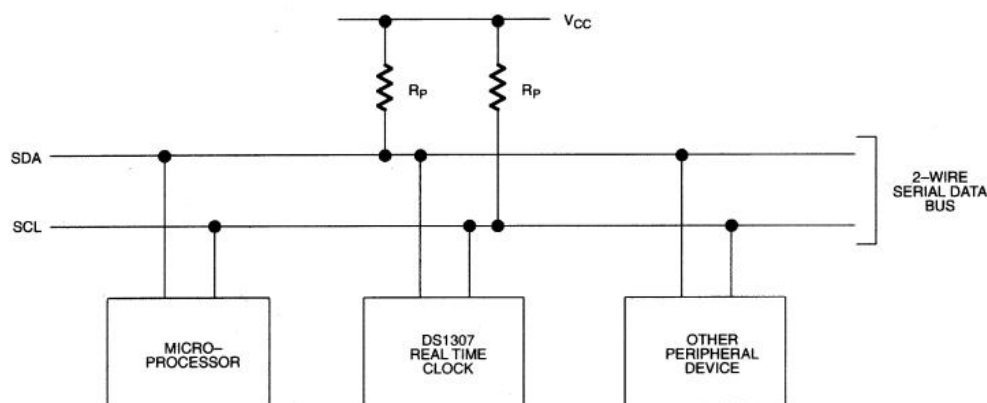 VCC
RP
RP
SDA
2–WIRE
SERIAL DATA
BUS
SCL
MICRO–
PROCESSOR
DS1307
REAL TIME
CLOCK
OTHER
PERIPHERAL
DEVICE